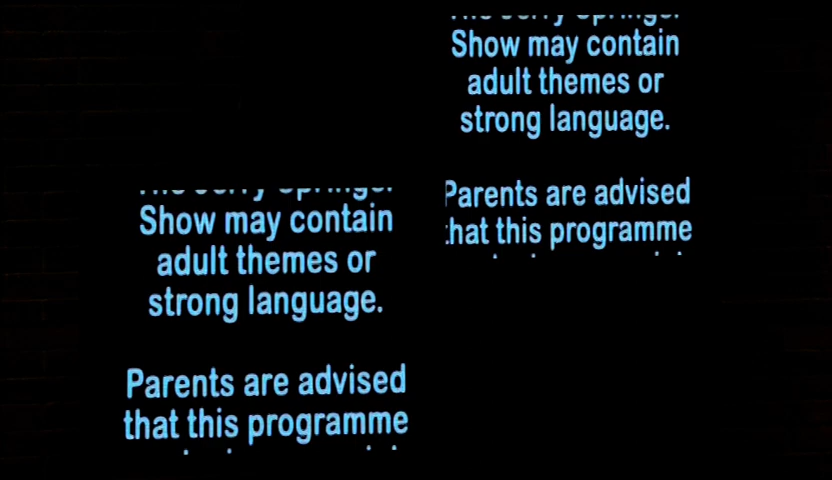 Show may contain
adult themes or
strong language.
Parents are advised
that this programme
Show may contain
adult themes or
strong language.
Parents are advised
that this programme